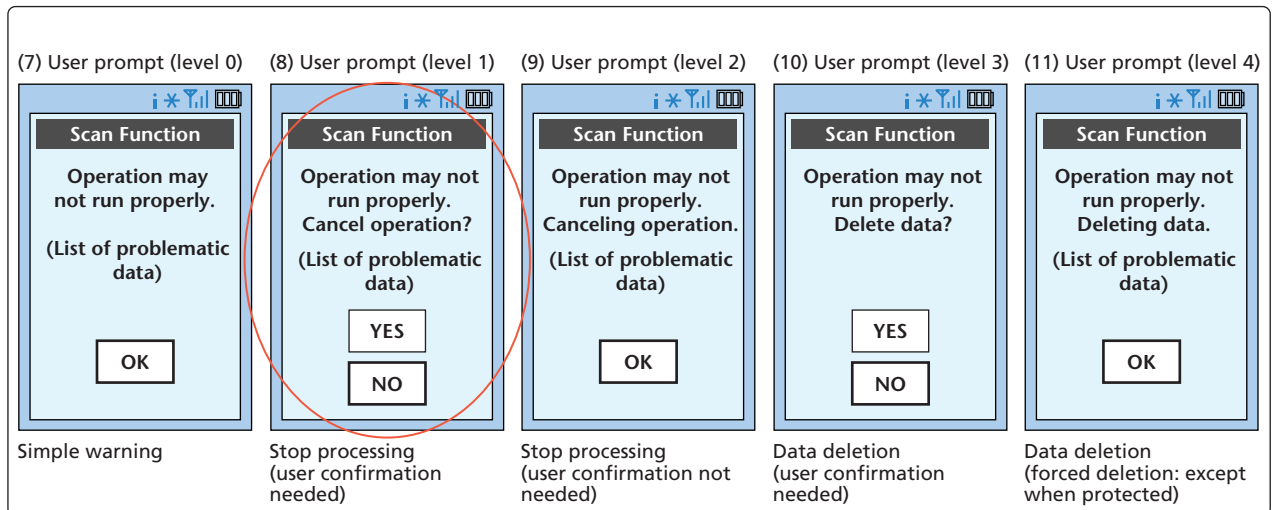 (7) User prompt (level 0)
Scan Function
Operation may
not run properly.
(List of problematic
data)
OK
Simple warning
(8) User prompt (level 1)
Scan Function
Operation may not
run properly.
Cancel operation?
(List of problematic
data)
YES
NO
Stop processing
(user confirmation
needed)
(9) User prompt (level 2)
Scan Function
Operation may not
run properly.
Canceling operation.
(List of problematic
data)
OK
Stop processing
(user confirmation not
needed)
(10) User prompt (level 3)
Scan Function
Operation may not
run properly.
Delete data?
YES
NO
Data deletion
(user confirmation
needed)
(11) User prompt (level 4)
Scan Function
Operation may not
run properly.
Deleting data.
(List of problematic
data)
OK
Data deletion
(forced deletion: except
when protected)